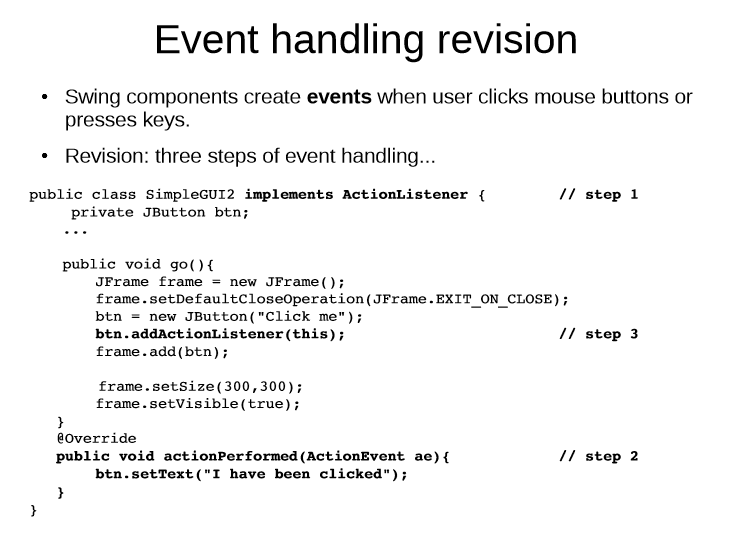 Event handling revision
• Swing components create events when user clicks mouse buttons or
presses keys.
• Revision: three steps of event handling...
public class SimpleGUI2 implements ActionListener { // step 1
private JButton btn;
...
public void go(){
JFrame frame = new JFrame();
frame.setDefaultCloseOperation(JFrame.EXIT_ON_CLOSE);
btn = new JButton("Click me");
btn.addActionListener(this); // step 3
frame.add(btn);
frame.setSize(300,300);
frame.setVisible(true);
}
@Override
public void actionPerformed(ActionEvent ae){ // step 2
btn.setText("I have been clicked");
}
}